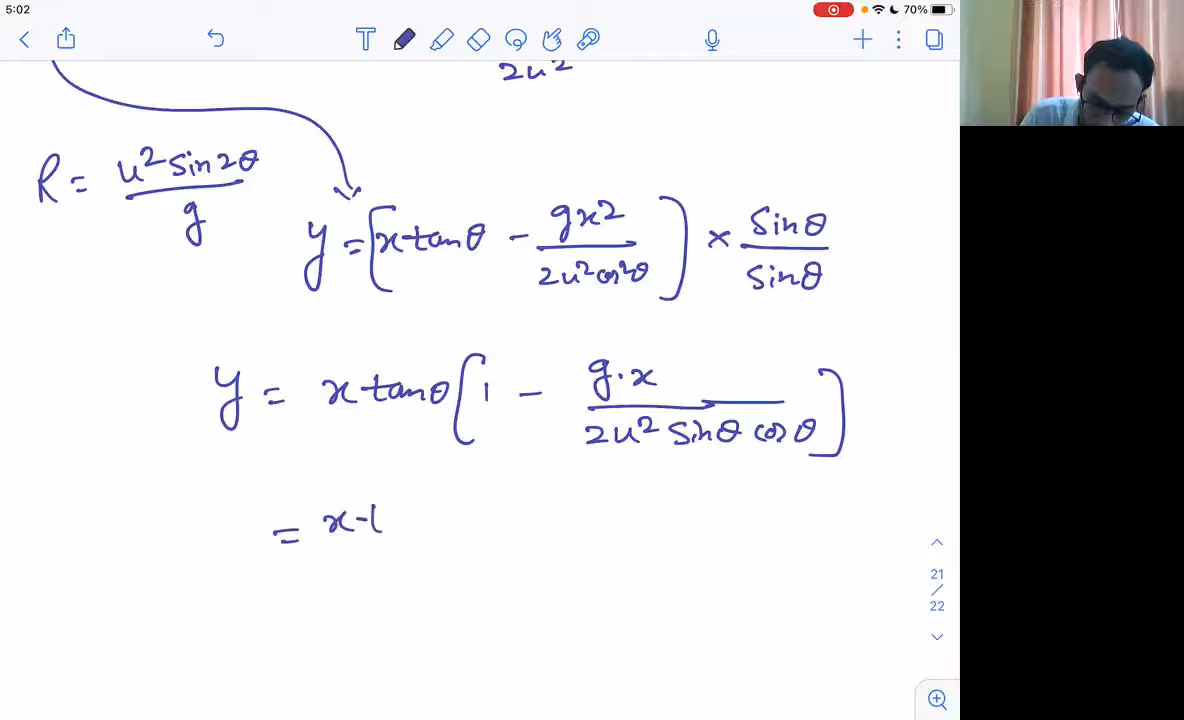 5:02 70%
T
2u²
R = u² sin 2θ / g
y = [x tanθ − gx² / 2u² cos²θ] × sinθ / sinθ
y = x tanθ [1 − g·x / 2u² sinθ cosθ]
= x t
21 / 22